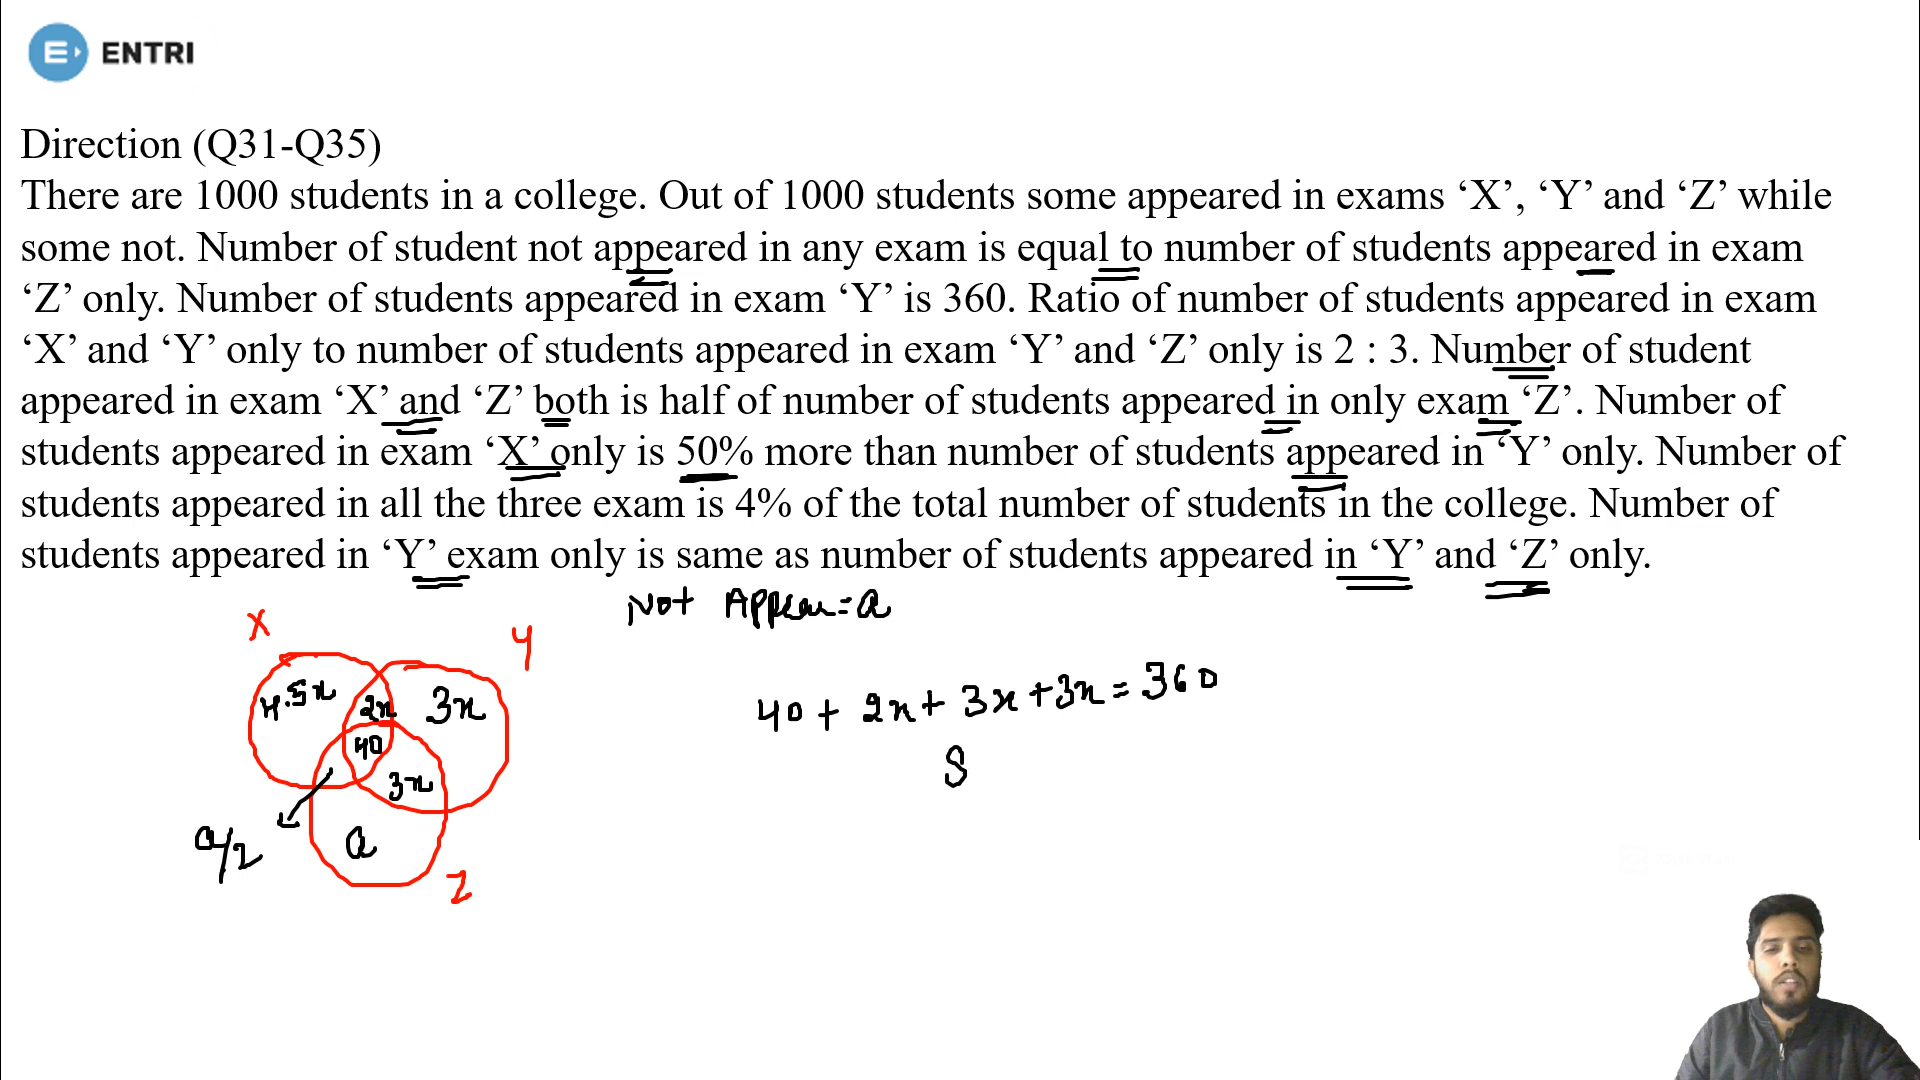 ENTRI
Direction (Q31-Q35)
There are 1000 students in a college. Out of 1000 students some appeared in exams ‘X’, ‘Y’ and ‘Z’ while
some not. Number of student not appeared in any exam is equal to number of students appeared in exam
‘Z’ only. Number of students appeared in exam ‘Y’ is 360. Ratio of number of students appeared in exam
‘X’ and ‘Y’ only to number of students appeared in exam ‘Y’ and ‘Z’ only is 2 : 3. Number of student
appeared in exam ‘X’ and ‘Z’ both is half of number of students appeared in only exam ‘Z’. Number of
students appeared in exam ‘X’ only is 50% more than number of students appeared in ‘Y’ only. Number of
students appeared in all the three exam is 4% of the total number of students in the college. Number of
students appeared in ‘Y’ exam only is same as number of students appeared in ‘Y’ and ‘Z’ only.
Not Appear=a
X
Y
4.5x 2x 3x
40
3x
a/2
a
Z
40 + 2x + 3x + 3x = 360
8